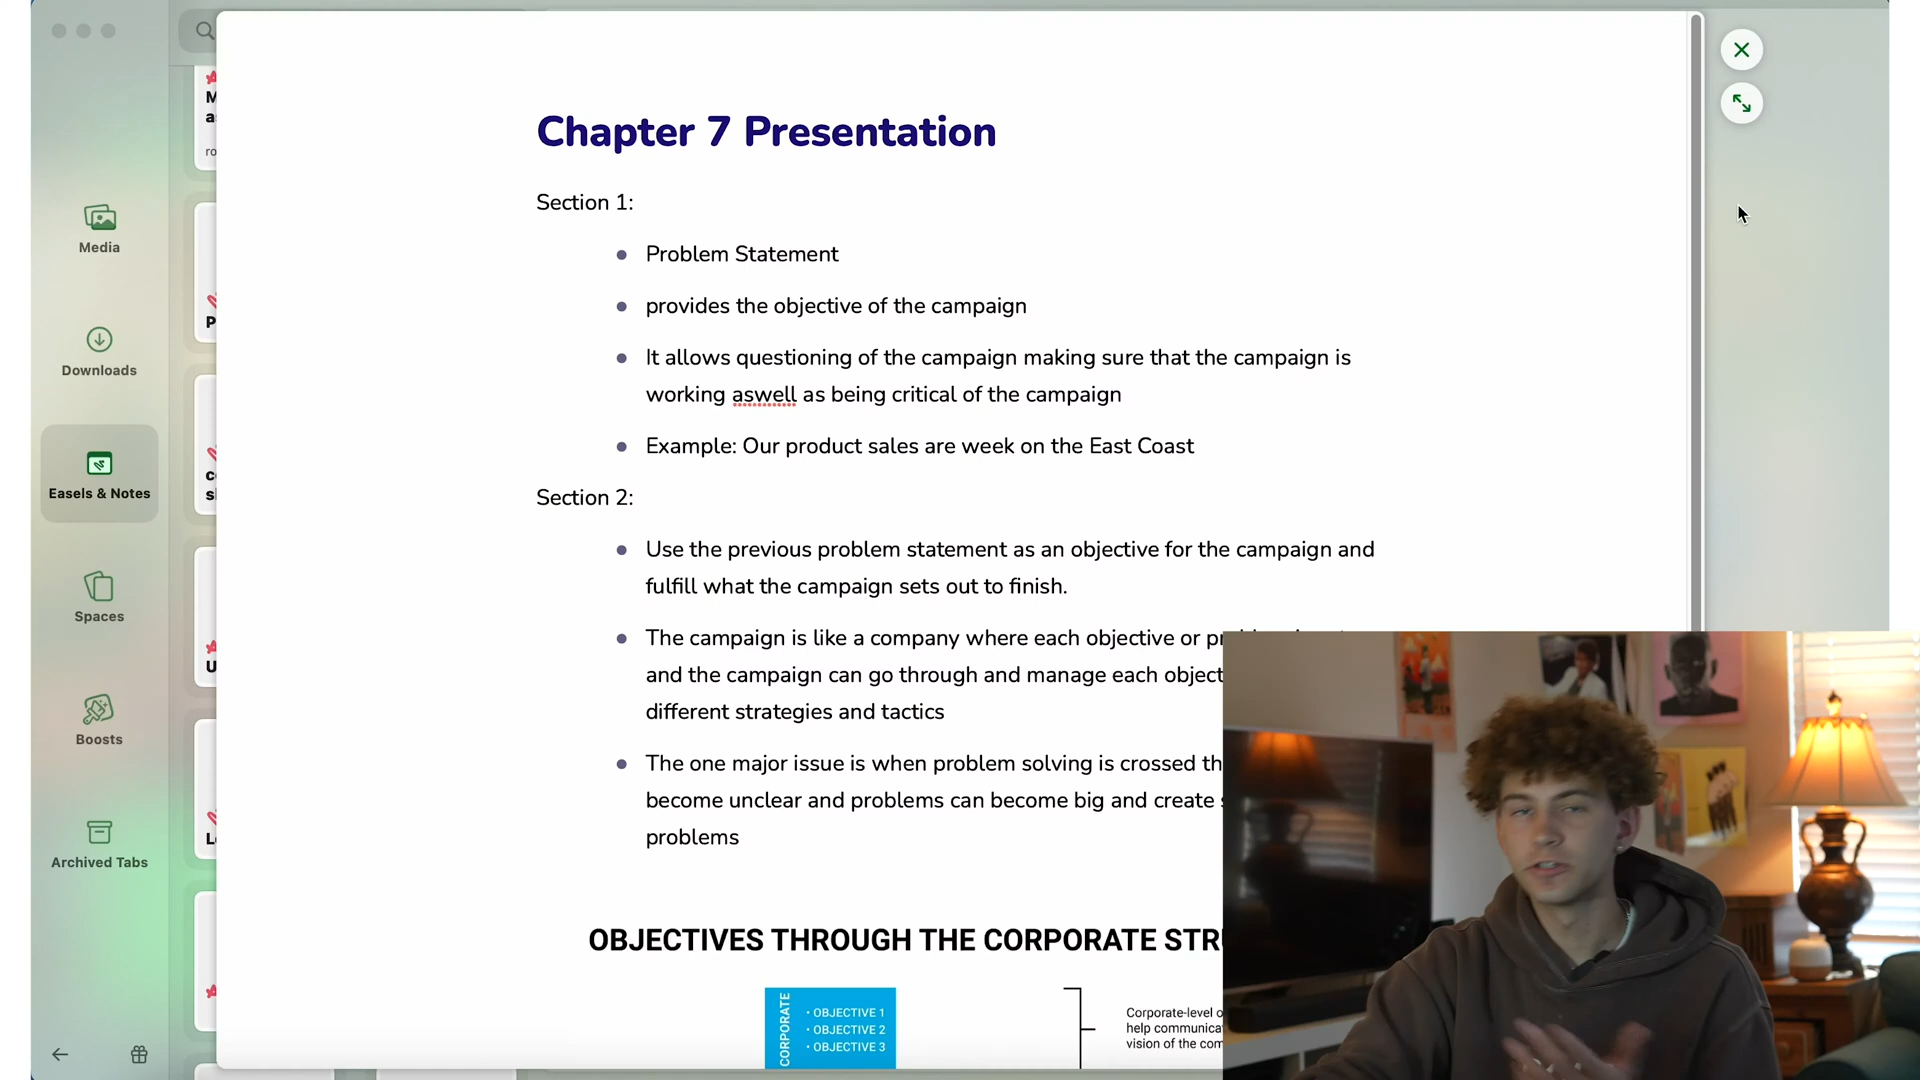 Chapter 7 Presentation
Section 1:
Problem Statement
provides the objective of the campaign
It allows questioning of the campaign making sure that the campaign is
working aswell as being critical of the campaign
Example: Our product sales are week on the East Coast
Section 2:
Use the previous problem statement as an objective for the campaign and
fulfill what the campaign sets out to finish.
The campaign is like a company where each objective or
and the campaign can go through and manage each
different strategies and tactics
The one major issue is when problem solving is crossed
become unclear and problems can become big and create
problems
OBJECTIVES THROUGH THE CORPORATE
CORPORATE
• OBJECTIVE 1
• OBJECTIVE 2
• OBJECTIVE 3
Corporate-level
help
vision of the
Media
Downloads
Easels & Notes
Spaces
Boosts
Archived Tabs